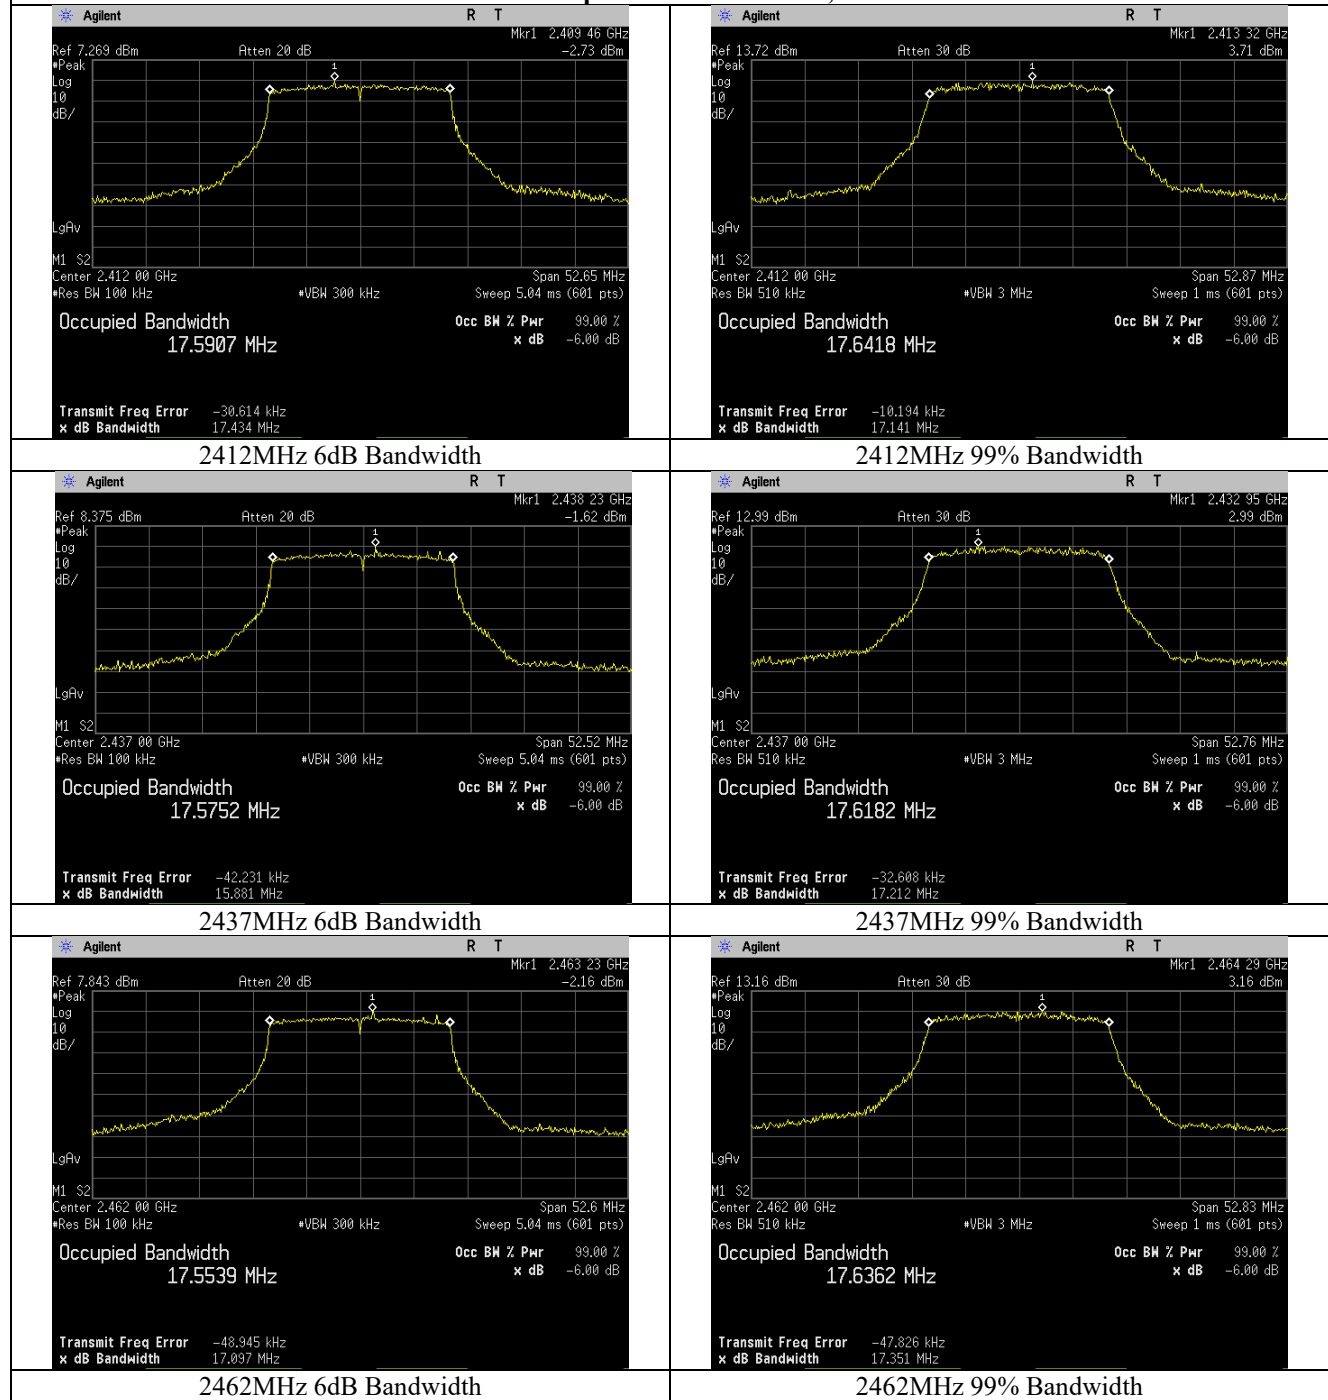 Agilent R T
Mkr1 2.409 46 GHz
Ref 7.269 dBm Atten 20 dB -2.73 dBm
#Peak
Log
10
dB/
1
LgAv
M1 S2
Center 2.412 00 GHz Span 52.65 MHz
#Res BW 100 kHz #VBW 300 kHz Sweep 5.04 ms (601 pts)
Occupied Bandwidth Occ BW % Pwr 99.00 %
17.5907 MHz x dB -6.00 dB
Transmit Freq Error -30.614 kHz
x dB Bandwidth 17.434 MHz
2412MHz 6dB Bandwidth
Agilent R T
Mkr1 2.413 32 GHz
Ref 13.72 dBm Atten 30 dB 3.71 dBm
#Peak
Log
10
dB/
1
LgAv
M1 S2
Center 2.412 00 GHz Span 52.87 MHz
Res BW 510 kHz #VBW 3 MHz Sweep 1 ms (601 pts)
Occupied Bandwidth Occ BW % Pwr 99.00 %
17.6418 MHz x dB -6.00 dB
Transmit Freq Error -10.194 kHz
x dB Bandwidth 17.141 MHz
2412MHz 99% Bandwidth
Agilent R T
Mkr1 2.438 23 GHz
Ref 8.375 dBm Atten 20 dB -1.62 dBm
#Peak
Log
10
dB/
1
LgAv
M1 S2
Center 2.437 00 GHz Span 52.52 MHz
#Res BW 100 kHz #VBW 300 kHz Sweep 5.04 ms (601 pts)
Occupied Bandwidth Occ BW % Pwr 99.00 %
17.5752 MHz x dB -6.00 dB
Transmit Freq Error -42.231 kHz
x dB Bandwidth 15.881 MHz
2437MHz 6dB Bandwidth
Agilent R T
Mkr1 2.432 95 GHz
Ref 12.99 dBm Atten 30 dB 2.99 dBm
#Peak
Log
10
dB/
1
LgAv
M1 S2
Center 2.437 00 GHz Span 52.76 MHz
Res BW 510 kHz #VBW 3 MHz Sweep 1 ms (601 pts)
Occupied Bandwidth Occ BW % Pwr 99.00 %
17.6182 MHz x dB -6.00 dB
Transmit Freq Error -32.608 kHz
x dB Bandwidth 17.212 MHz
2437MHz 99% Bandwidth
Agilent R T
Mkr1 2.463 23 GHz
Ref 7.843 dBm Atten 20 dB -2.16 dBm
#Peak
Log
10
dB/
1
LgAv
M1 S2
Center 2.462 00 GHz Span 52.6 MHz
#Res BW 100 kHz #VBW 300 kHz Sweep 5.04 ms (601 pts)
Occupied Bandwidth Occ BW % Pwr 99.00 %
17.5539 MHz x dB -6.00 dB
Transmit Freq Error -48.945 kHz
x dB Bandwidth 17.097 MHz
2462MHz 6dB Bandwidth
Agilent R T
Mkr1 2.464 29 GHz
Ref 13.16 dBm Atten 30 dB 3.16 dBm
#Peak
Log
10
dB/
1
LgAv
M1 S2
Center 2.462 00 GHz Span 52.83 MHz
Res BW 510 kHz #VBW 3 MHz Sweep 1 ms (601 pts)
Occupied Bandwidth Occ BW % Pwr 99.00 %
17.6362 MHz x dB -6.00 dB
Transmit Freq Error -47.826 kHz
x dB Bandwidth 17.351 MHz
2462MHz 99% Bandwidth